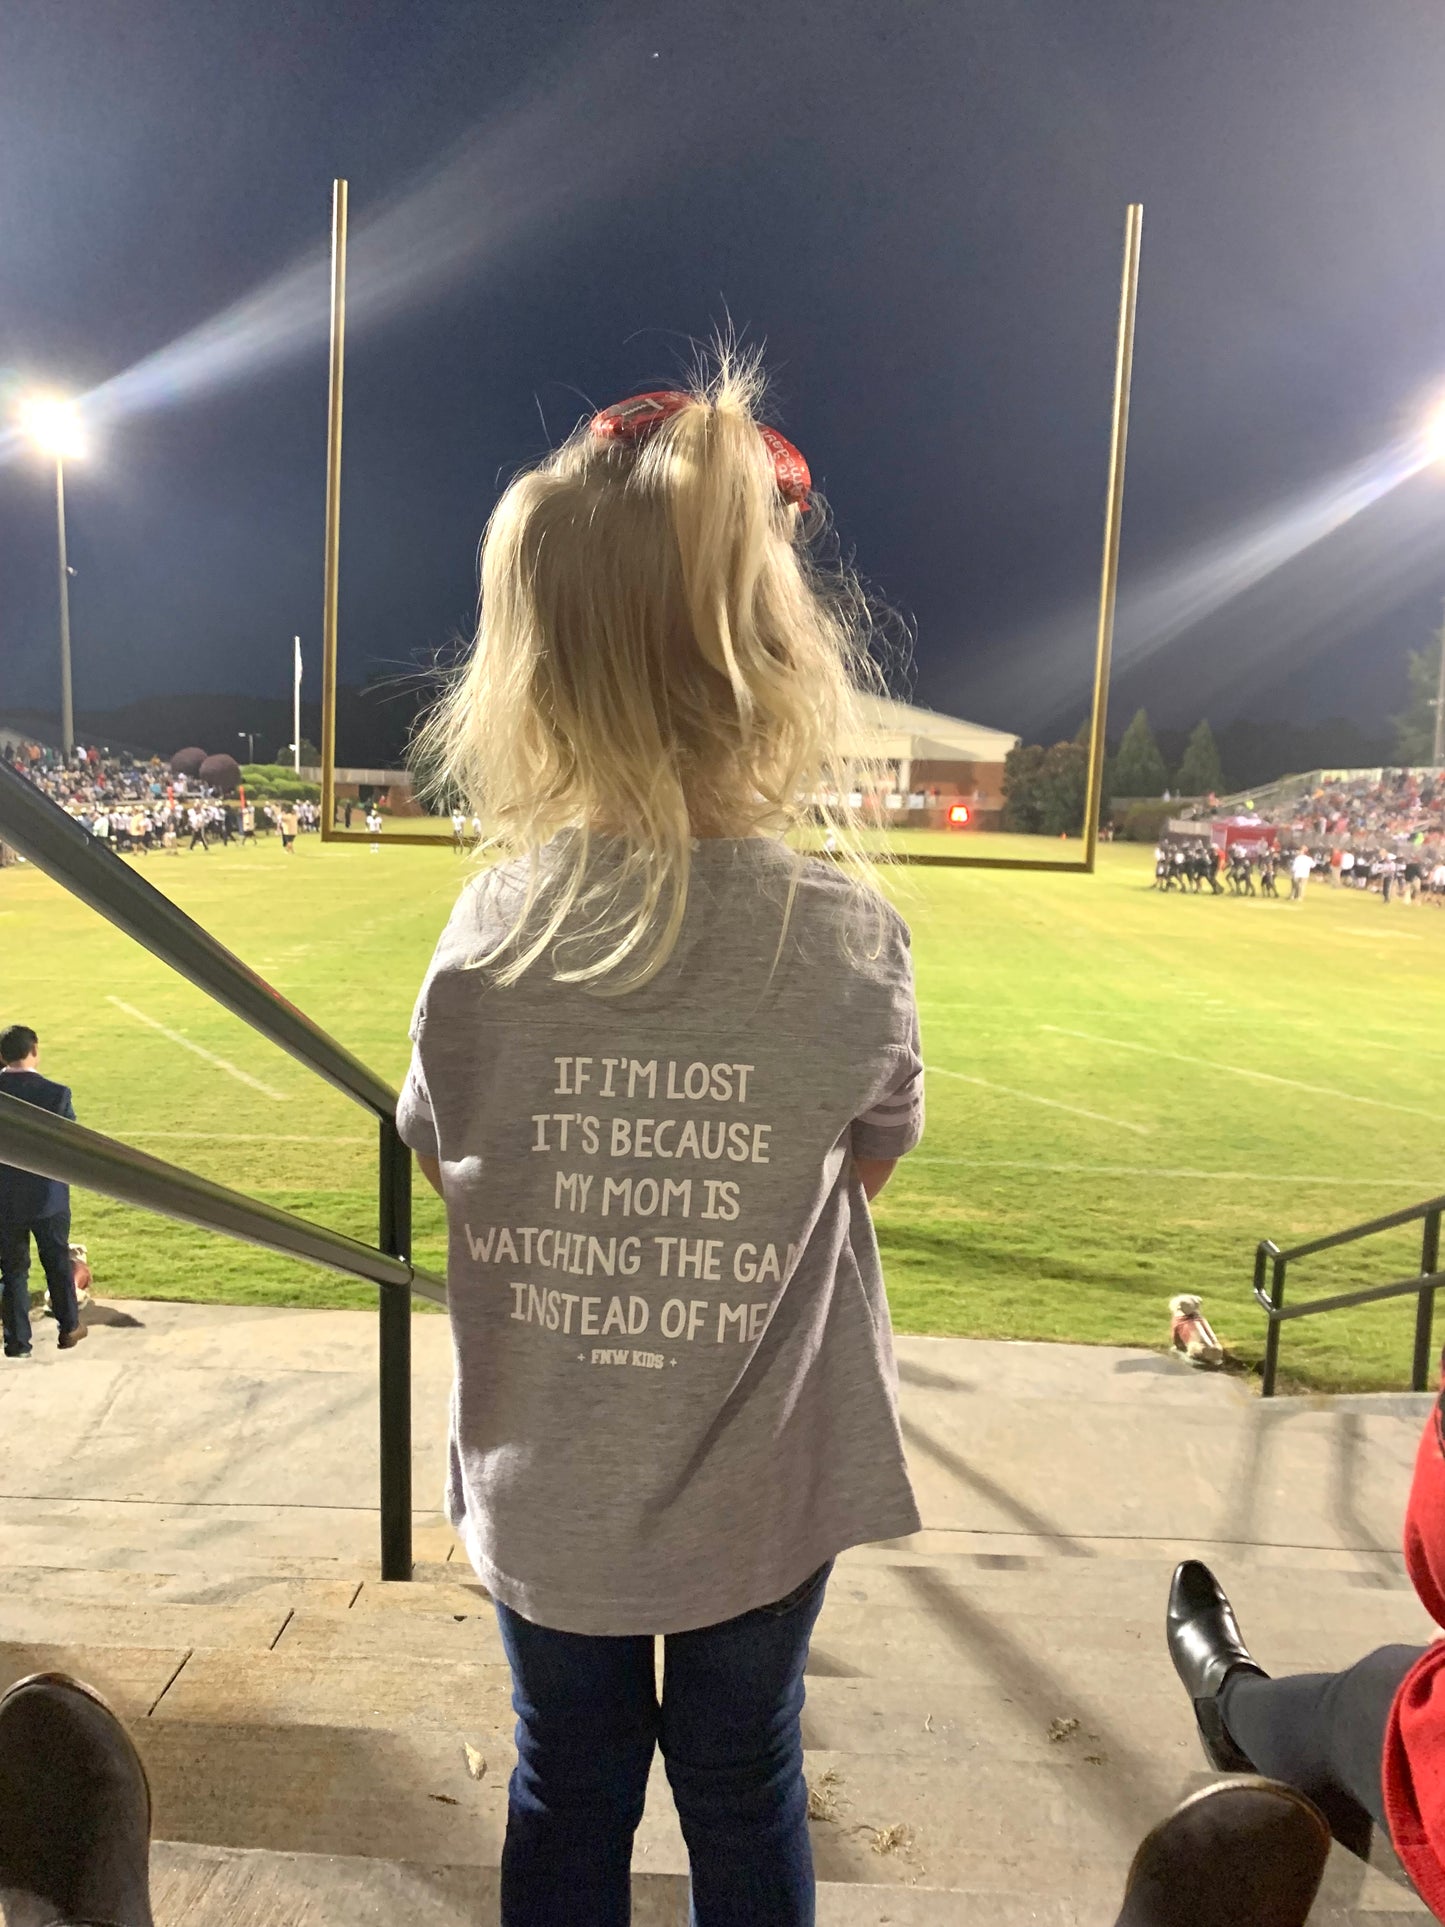 IF I'M LOST
IT'S BECAUSE
MY MOM IS
WATCHING THE
INSTEAD OF ME
+ FNW KIDS +